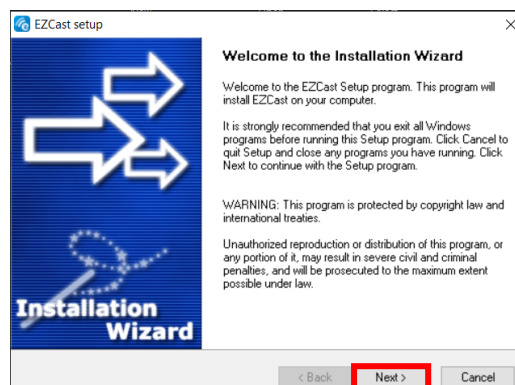 EZCast setup
Welcome to the Installation Wizard
Welcome to the EZCast Setup program. This program will
install EZCast on your computer.
It is strongly recommended that you exit all Windows
programs before running this Setup program. Click Cancel to
quit Setup and close any programs you have running. Click
Next to continue with the Setup program.
WARNING: This program is protected by copyright law and
international treaties.
Unauthorized reproduction or distribution of this program, or
any portion of it, may result in severe civil and criminal
penalties, and will be prosecuted to the maximum extent
possible under law.
Installation
Wizard
< Back
Next >
Cancel